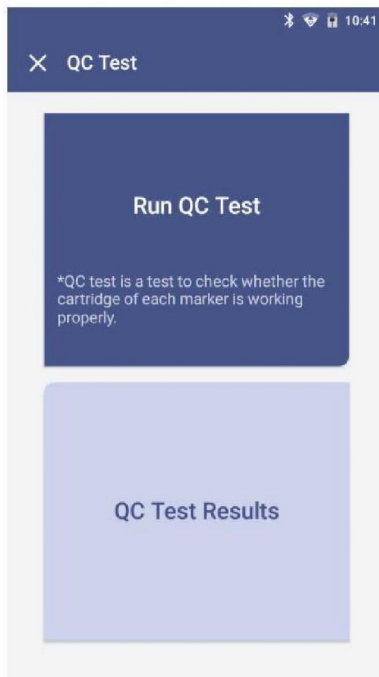 10:41
QC Test
Run QC Test
*QC test is a test to check whether the
cartridge of each marker is working
properly.
QC Test Results